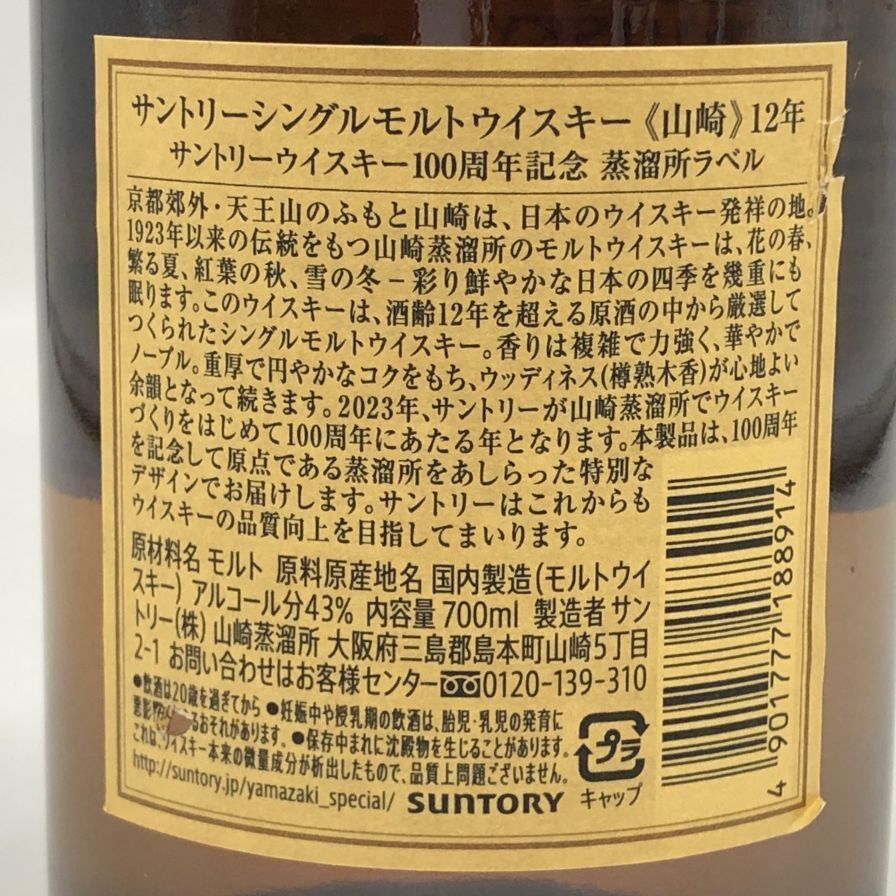 サントリーシングルモルトウイスキー《山崎》12年
サントリーウイスキー100周年記念 蒸溜所ラベル
京都郊外・天王山のふもと山崎は、日本のウイスキー発祥の地。
1923年以来の伝統をもつ山崎蒸溜所のモルトウイスキーは、花の春、
繁る夏、紅葉の秋、雪の冬−彩り鮮やかな日本の四季を幾重にも
眠ります。このウイスキーは、酒齢12年を超える原酒の中から厳選して
つくられたシングルモルトウイスキー。香りは複雑で力強く、華やかで
ノーブル。重厚で円やかなコクをもち、ウッディネス(樽熟木香)が心地よい
余韻となって続きます。2023年、サントリーが山崎蒸溜所でウイスキー
づくりをはじめて100周年にあたる年となります。本製品は、100周年
を記念して原点である蒸溜所をあしらった特別な
デザインでお届けします。サントリーはこれからも
ウイスキーの品質向上を目指してまいります。
原材料名 モルト 原料原産地名 国内製造(モルトウイ
スキー) アルコール分43% 内容量700ml 製造者サン
トリー(株) 山崎蒸溜所 大阪府三島郡島本町山崎5丁目
2-1 お問い合わせはお客様センター 0120-139-310
●飲酒は20歳を過ぎてから ●妊娠中や授乳期の飲酒は、胎児・乳児の発育に
悪影 るおそれがあります。 ●保存中まれに沈殿物を生じることがあります。
これは、ウイスキー本来の微量成分が析出したもので、品質上問題ございません。
http://suntory.jp/yamazaki_special/ SUNTORY
プラ
キャップ
4 901777 188914